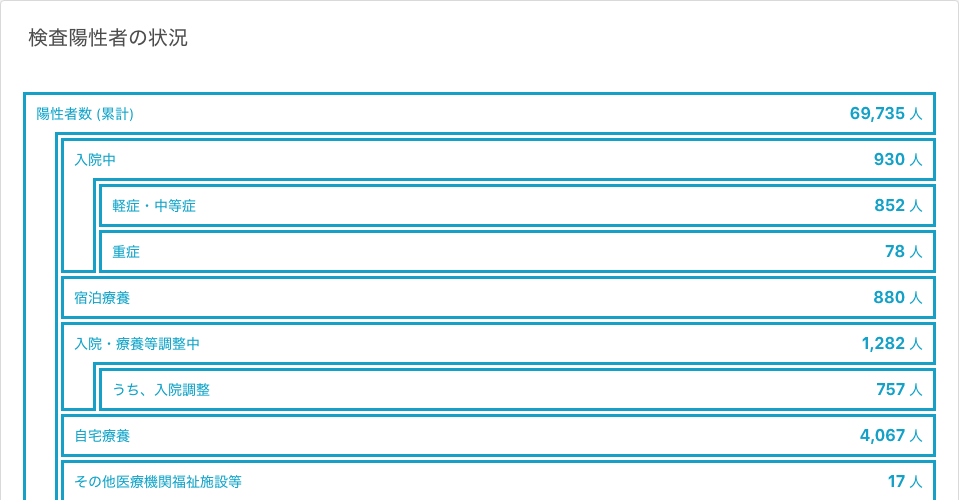 検査陽性者の状況
陽性者数 (累計) 69,735 人
入院中 930 人
軽症・中等症 852 人
重症 78 人
宿泊療養 880 人
入院・療養等調整中 1,282 人
うち、入院調整 757 人
自宅療養 4,067 人
その他医療機関福祉施設等 17 人